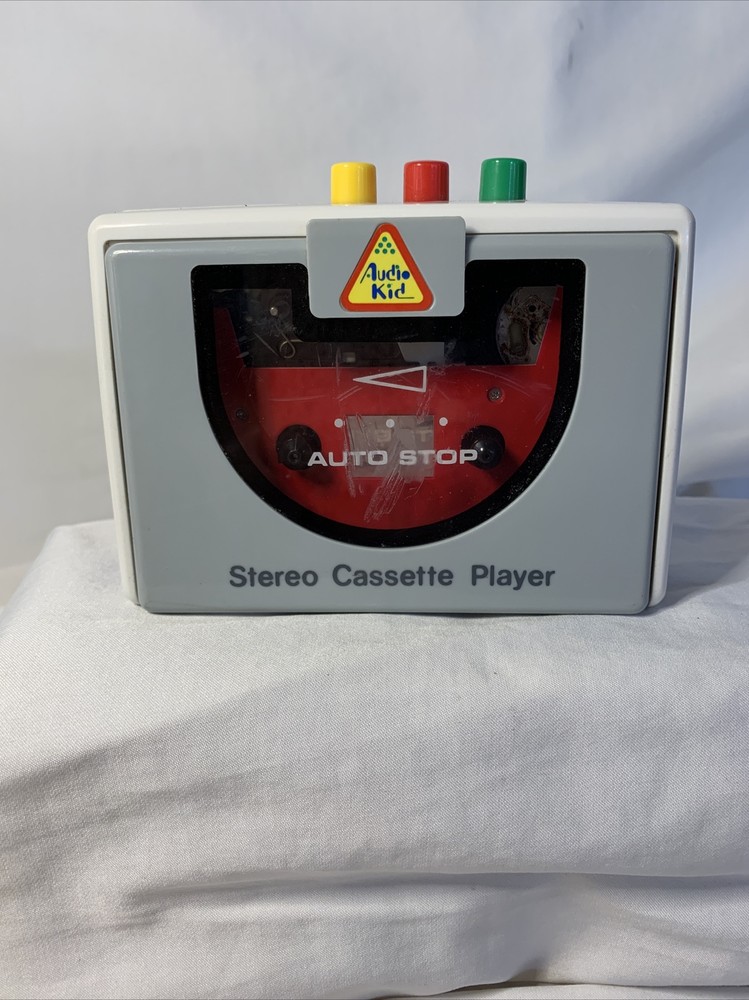 Audio
Kid
AUTO STOP
Stereo Cassette Player